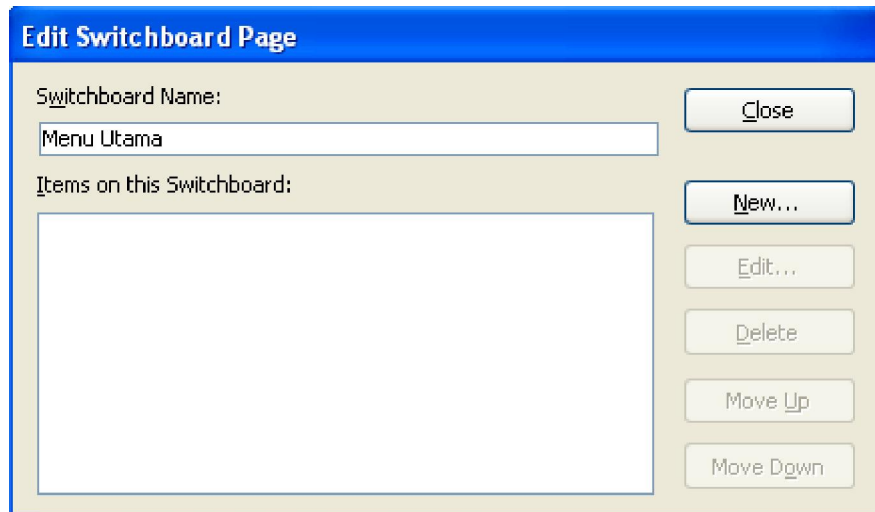 Edit Switchboard Page
Switchboard Name:
Close
Menu Utama
Items on this Switchboard:
New...
Edit...
Delete
Move Up
Move Down